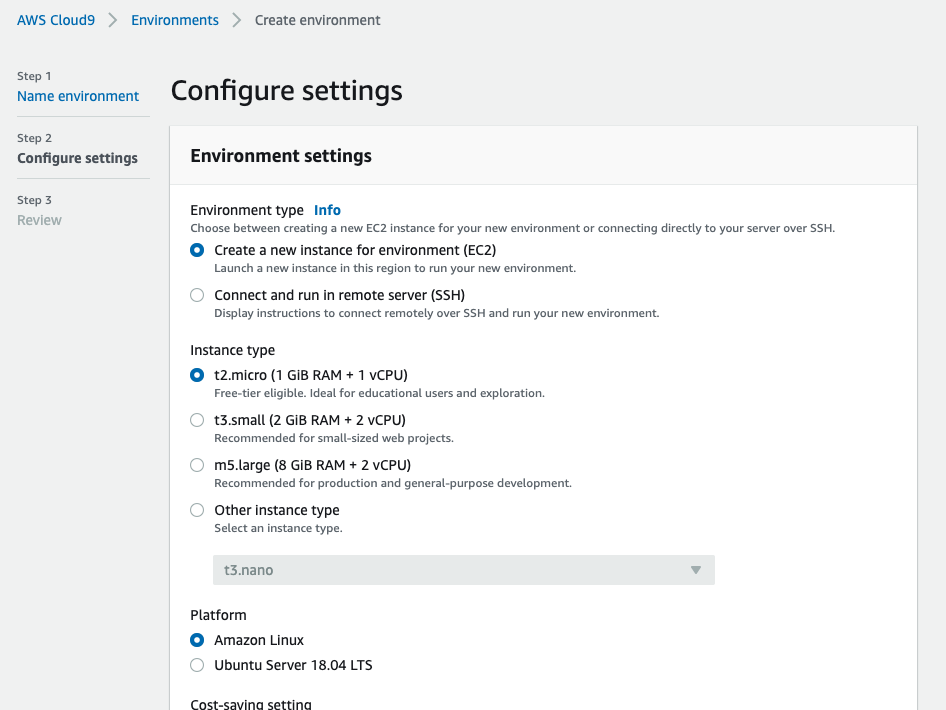 AWS Cloud9 > Environments > Create environment
Step 1
Name environment
Step 2
Configure settings
Step 3
Review
Configure settings
Environment settings
Environment type Info
Choose between creating a new EC2 instance for your new environment or connecting directly to your server over SSH.
Create a new instance for environment (EC2)
Launch a new instance in this region to run your new environment.
Connect and run in remote server (SSH)
Display instructions to connect remotely over SSH and run your new environment.
Instance type
t2.micro (1 GiB RAM + 1 vCPU)
Free-tier eligible. Ideal for educational users and exploration.
t3.small (2 GiB RAM + 2 vCPU)
Recommended for small-sized web projects.
m5.large (8 GiB RAM + 2 vCPU)
Recommended for production and general-purpose development.
Other instance type
Select an instance type.
t3.nano
Platform
Amazon Linux
Ubuntu Server 18.04 LTS
Cost-saving setting